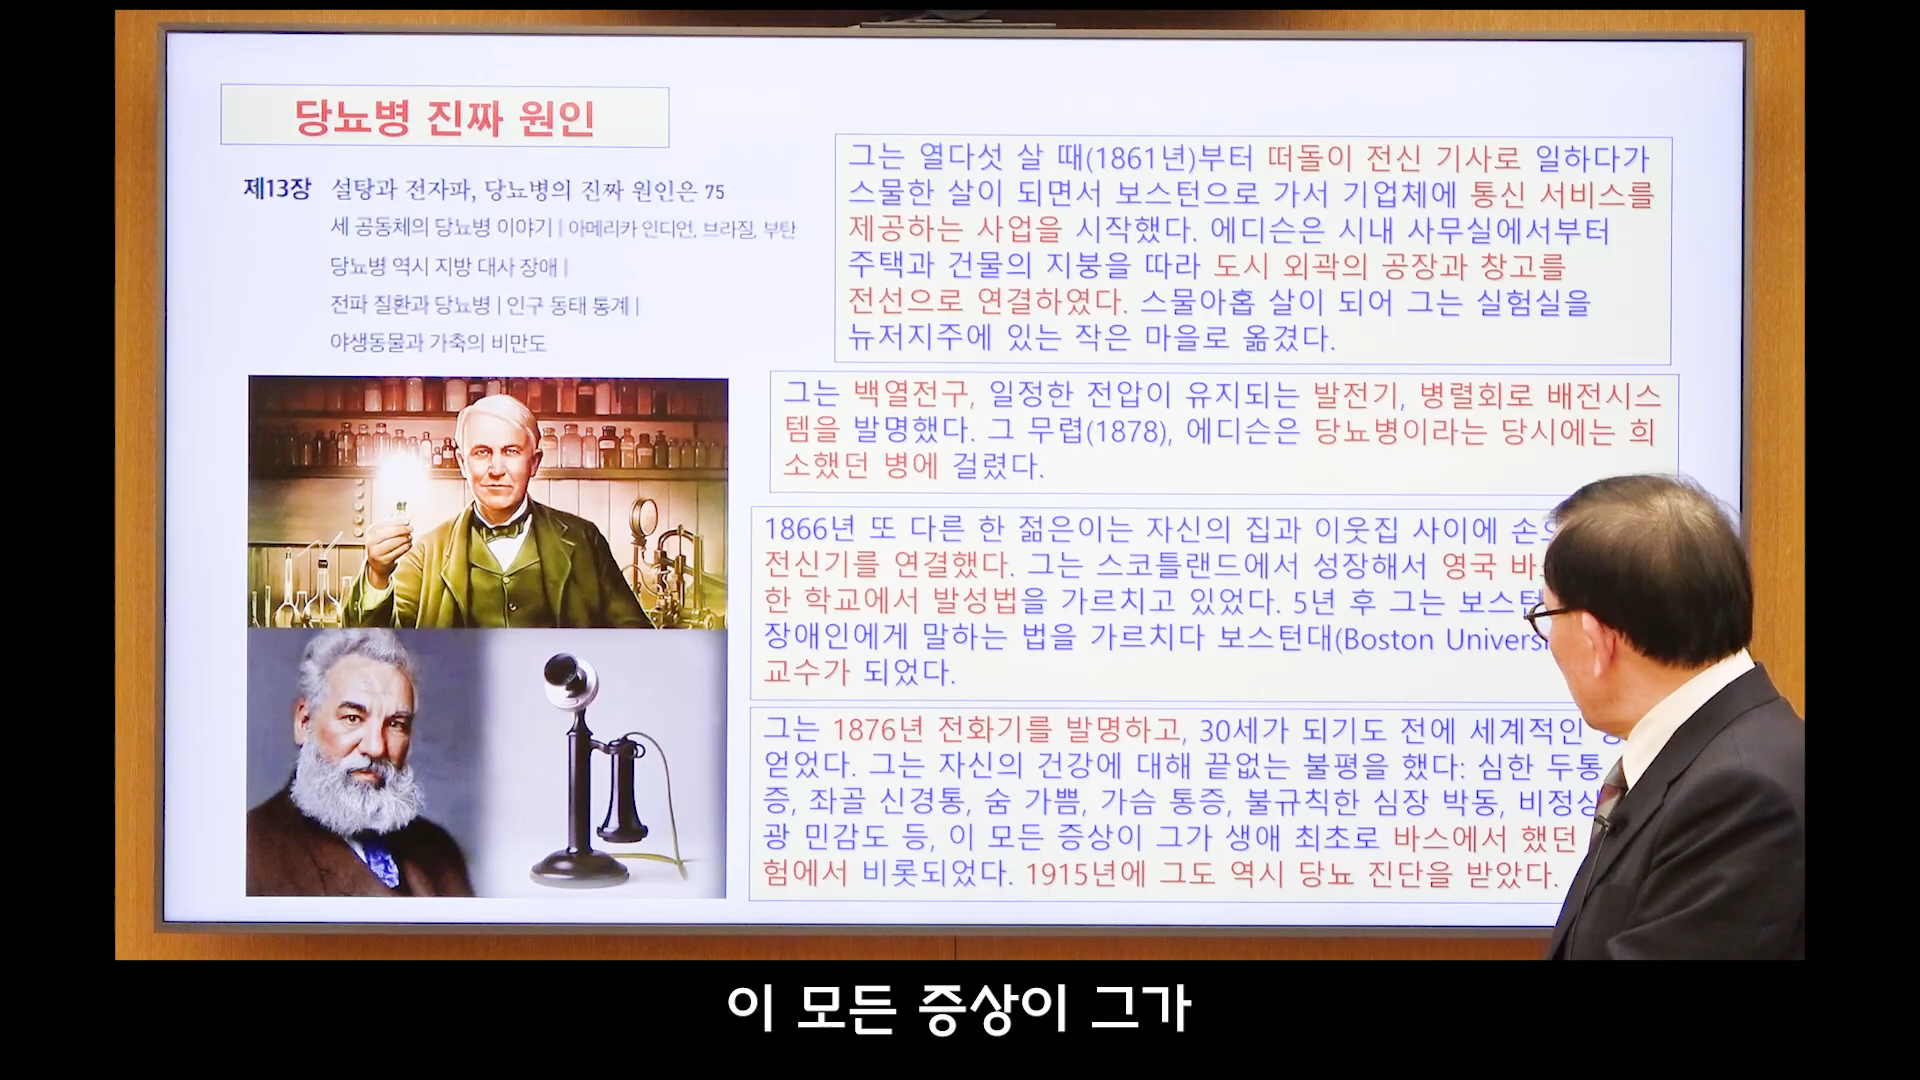 당뇨병 진짜 원인
제13장 설탕과 전자파, 당뇨병의 진짜 원인은 75
세 공동체의 당뇨병 이야기 | 아메리카 인디언, 브라질, 부탄
당뇨병 역시 지방 대사 장애 |
전파 질환과 당뇨병 | 인구 동태 통계 |
야생동물과 가축의 비만도
그는 열다섯 살 때(1861년)부터 떠돌이 전신 기사로 일하다가
스물한 살이 되면서 보스턴으로 가서 기업체에 통신 서비스를
제공하는 사업을 시작했다. 에디슨은 시내 사무실에서부터
주택과 건물의 지붕을 따라 도시 외곽의 공장과 창고를
전선으로 연결하였다. 스물아홉 살이 되어 그는 실험실을
뉴저지주에 있는 작은 마을로 옮겼다.
그는 백열전구, 일정한 전압이 유지되는 발전기, 병렬회로 배전시스
템을 발명했다. 그 무렵(1878), 에디슨은 당뇨병이라는 당시에는 희
소했던 병에 걸렸다.
1866년 또 다른 한 젊은이는 자신의 집과 이웃집 사이에
전신기를 연결했다. 그는 스코틀랜드에서 성장해서 영국
한 학교에서 발성법을 가르치고 있었다. 5년 후 그는
장애인에게 말하는 법을 가르치다 보스턴대(Boston
교수가 되었다.
그는 1876년 전화기를 발명하고, 30세가 되기도 전에 세계적인
얻었다. 그는 자신의 건강에 대해 끝없는 불평을 했다: 심한 두통
증, 좌골 신경통, 숨 가쁨, 가슴 통증, 불규칙한 심장 박동, 비정상
광 민감도 등, 이 모든 증상이 그가 생애 최초로 바스에서 했던
험에서 비롯되었다. 1915년에 그도 역시 당뇨 진단을 받았다.
이 모든 증상이 그가